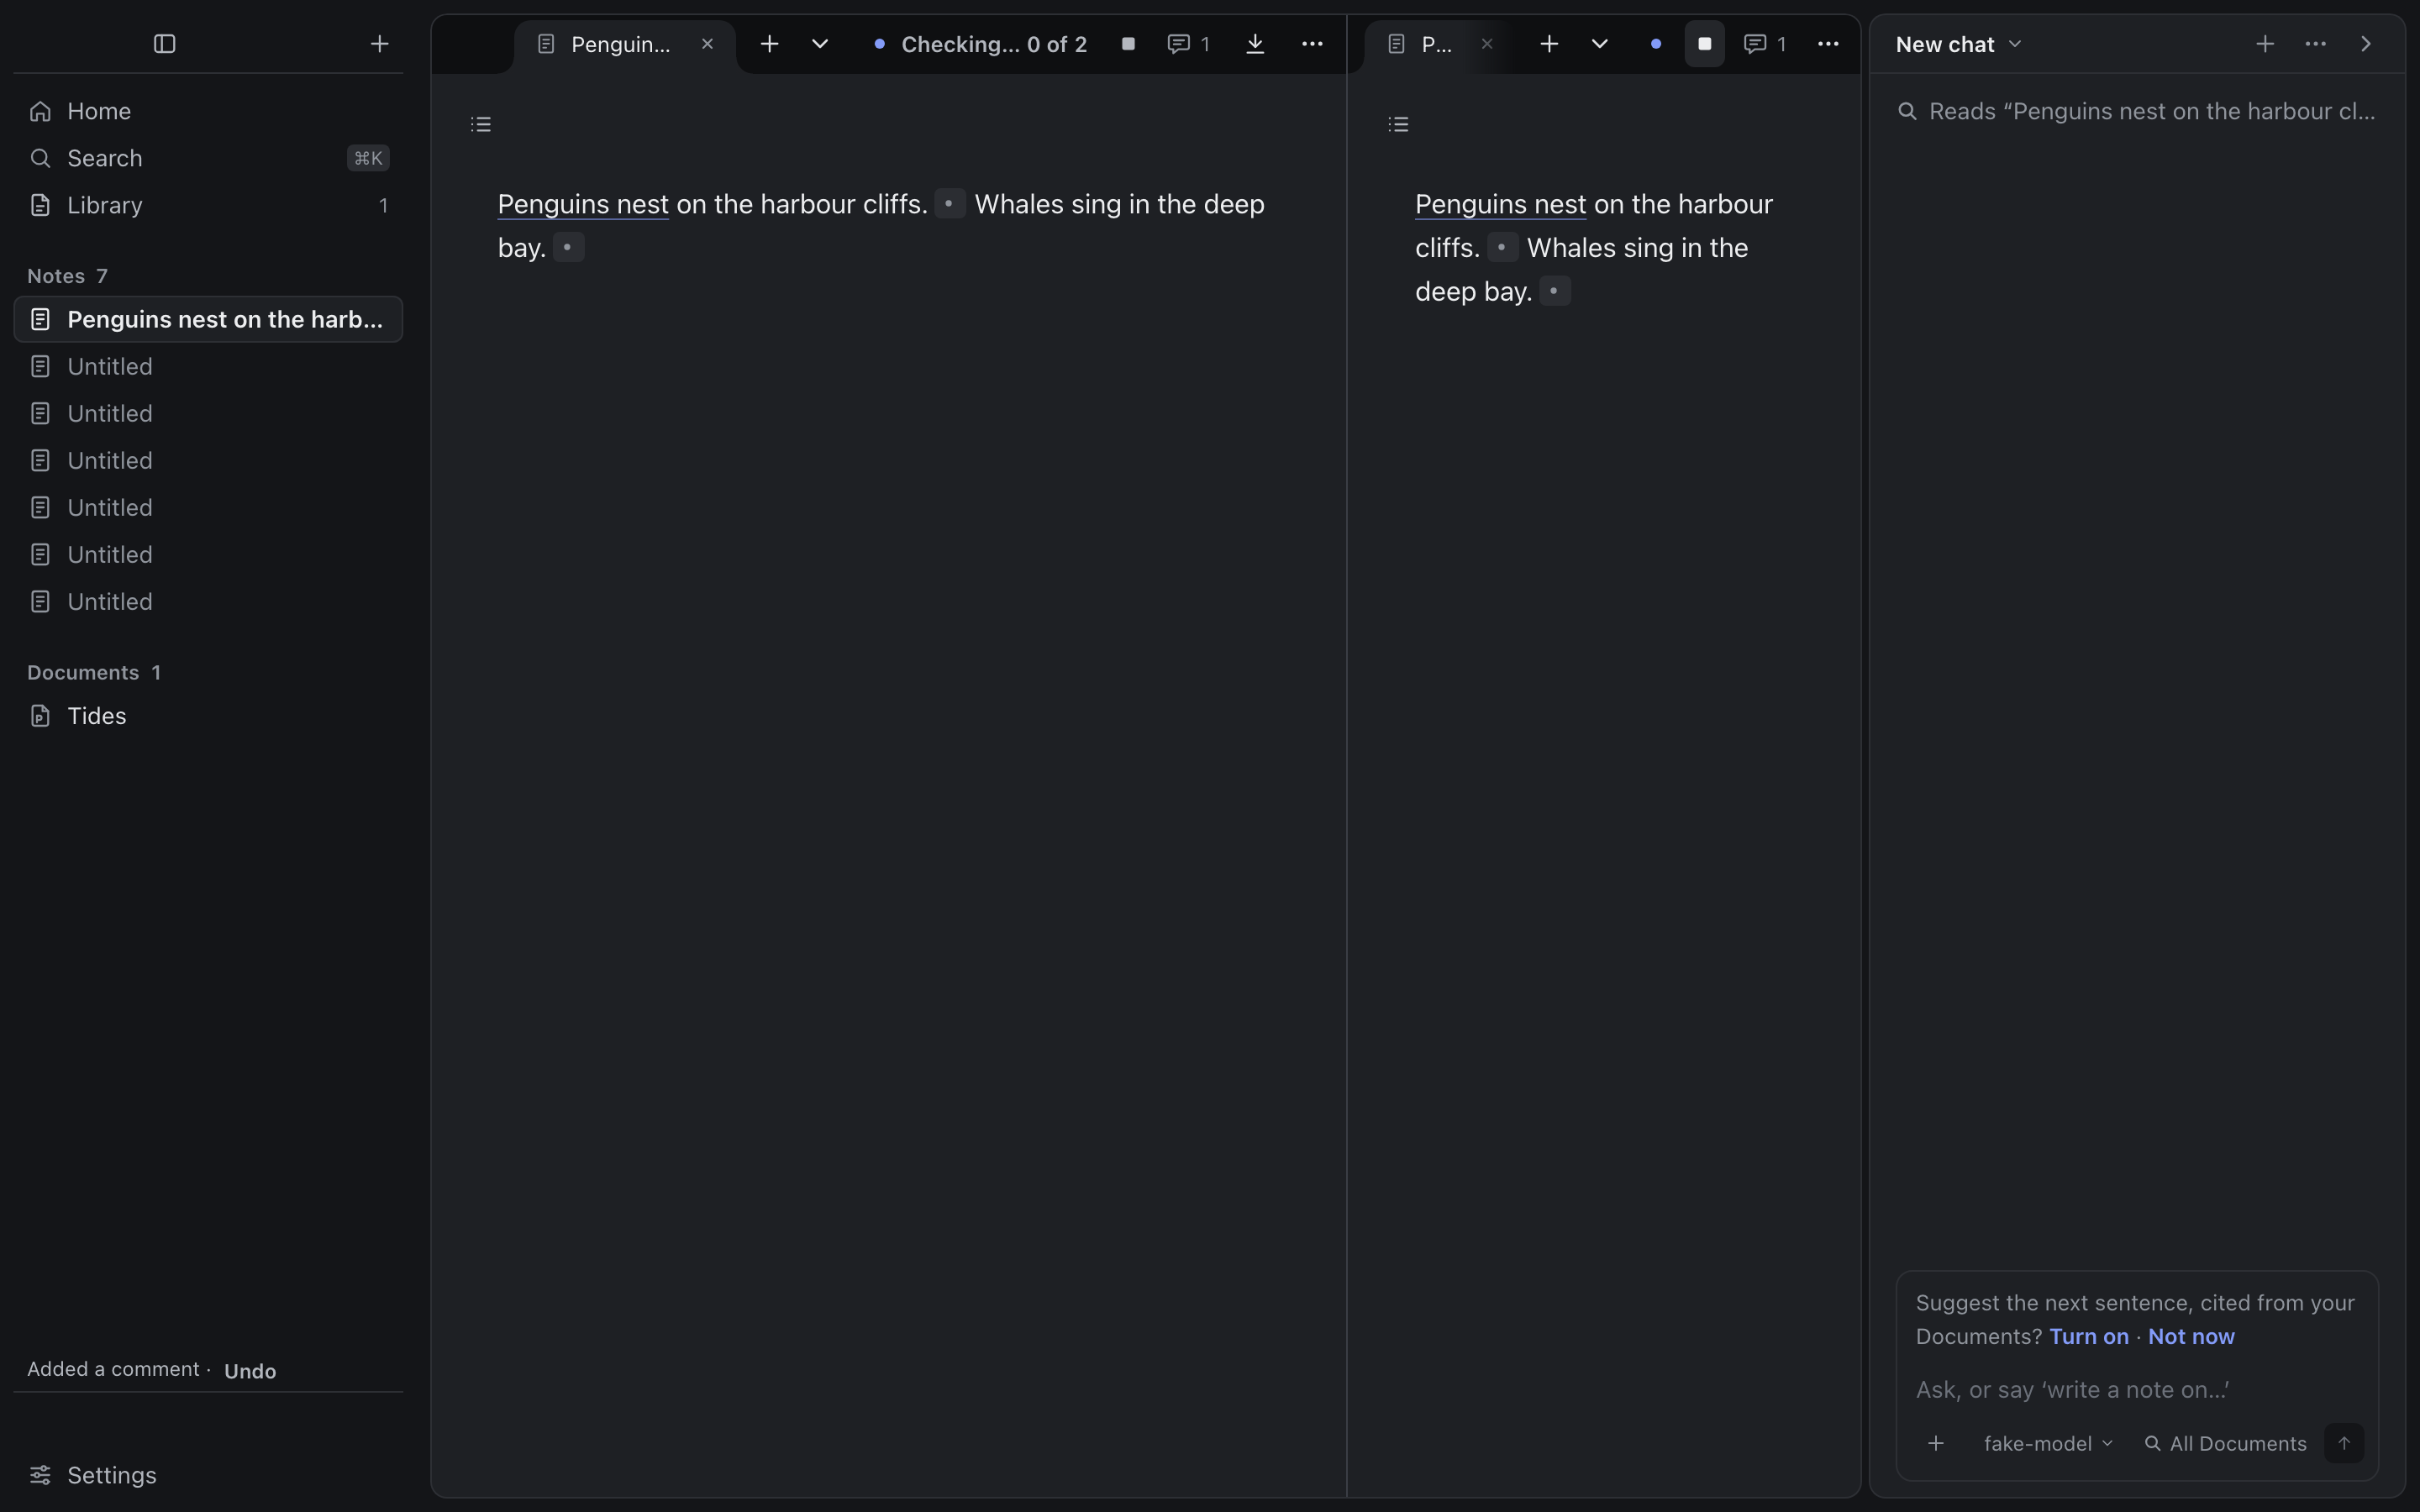 Home
Search ⌘K
Library 1
Notes 7
Penguins nest on the harb...
Untitled
Untitled
Untitled
Untitled
Untitled
Untitled
Documents 1
Tides
Added a comment · Undo
Settings
Penguin...
Checking... 0 of 2
1
Penguins nest on the harbour cliffs. Whales sing in the deep
bay.
P...
1
Penguins nest on the harbour
cliffs. Whales sing in the
deep bay.
New chat
Reads “Penguins nest on the harbour cl...
Suggest the next sentence, cited from your
Documents? Turn on · Not now
Ask, or say ‘write a note on...’
fake-model All Documents